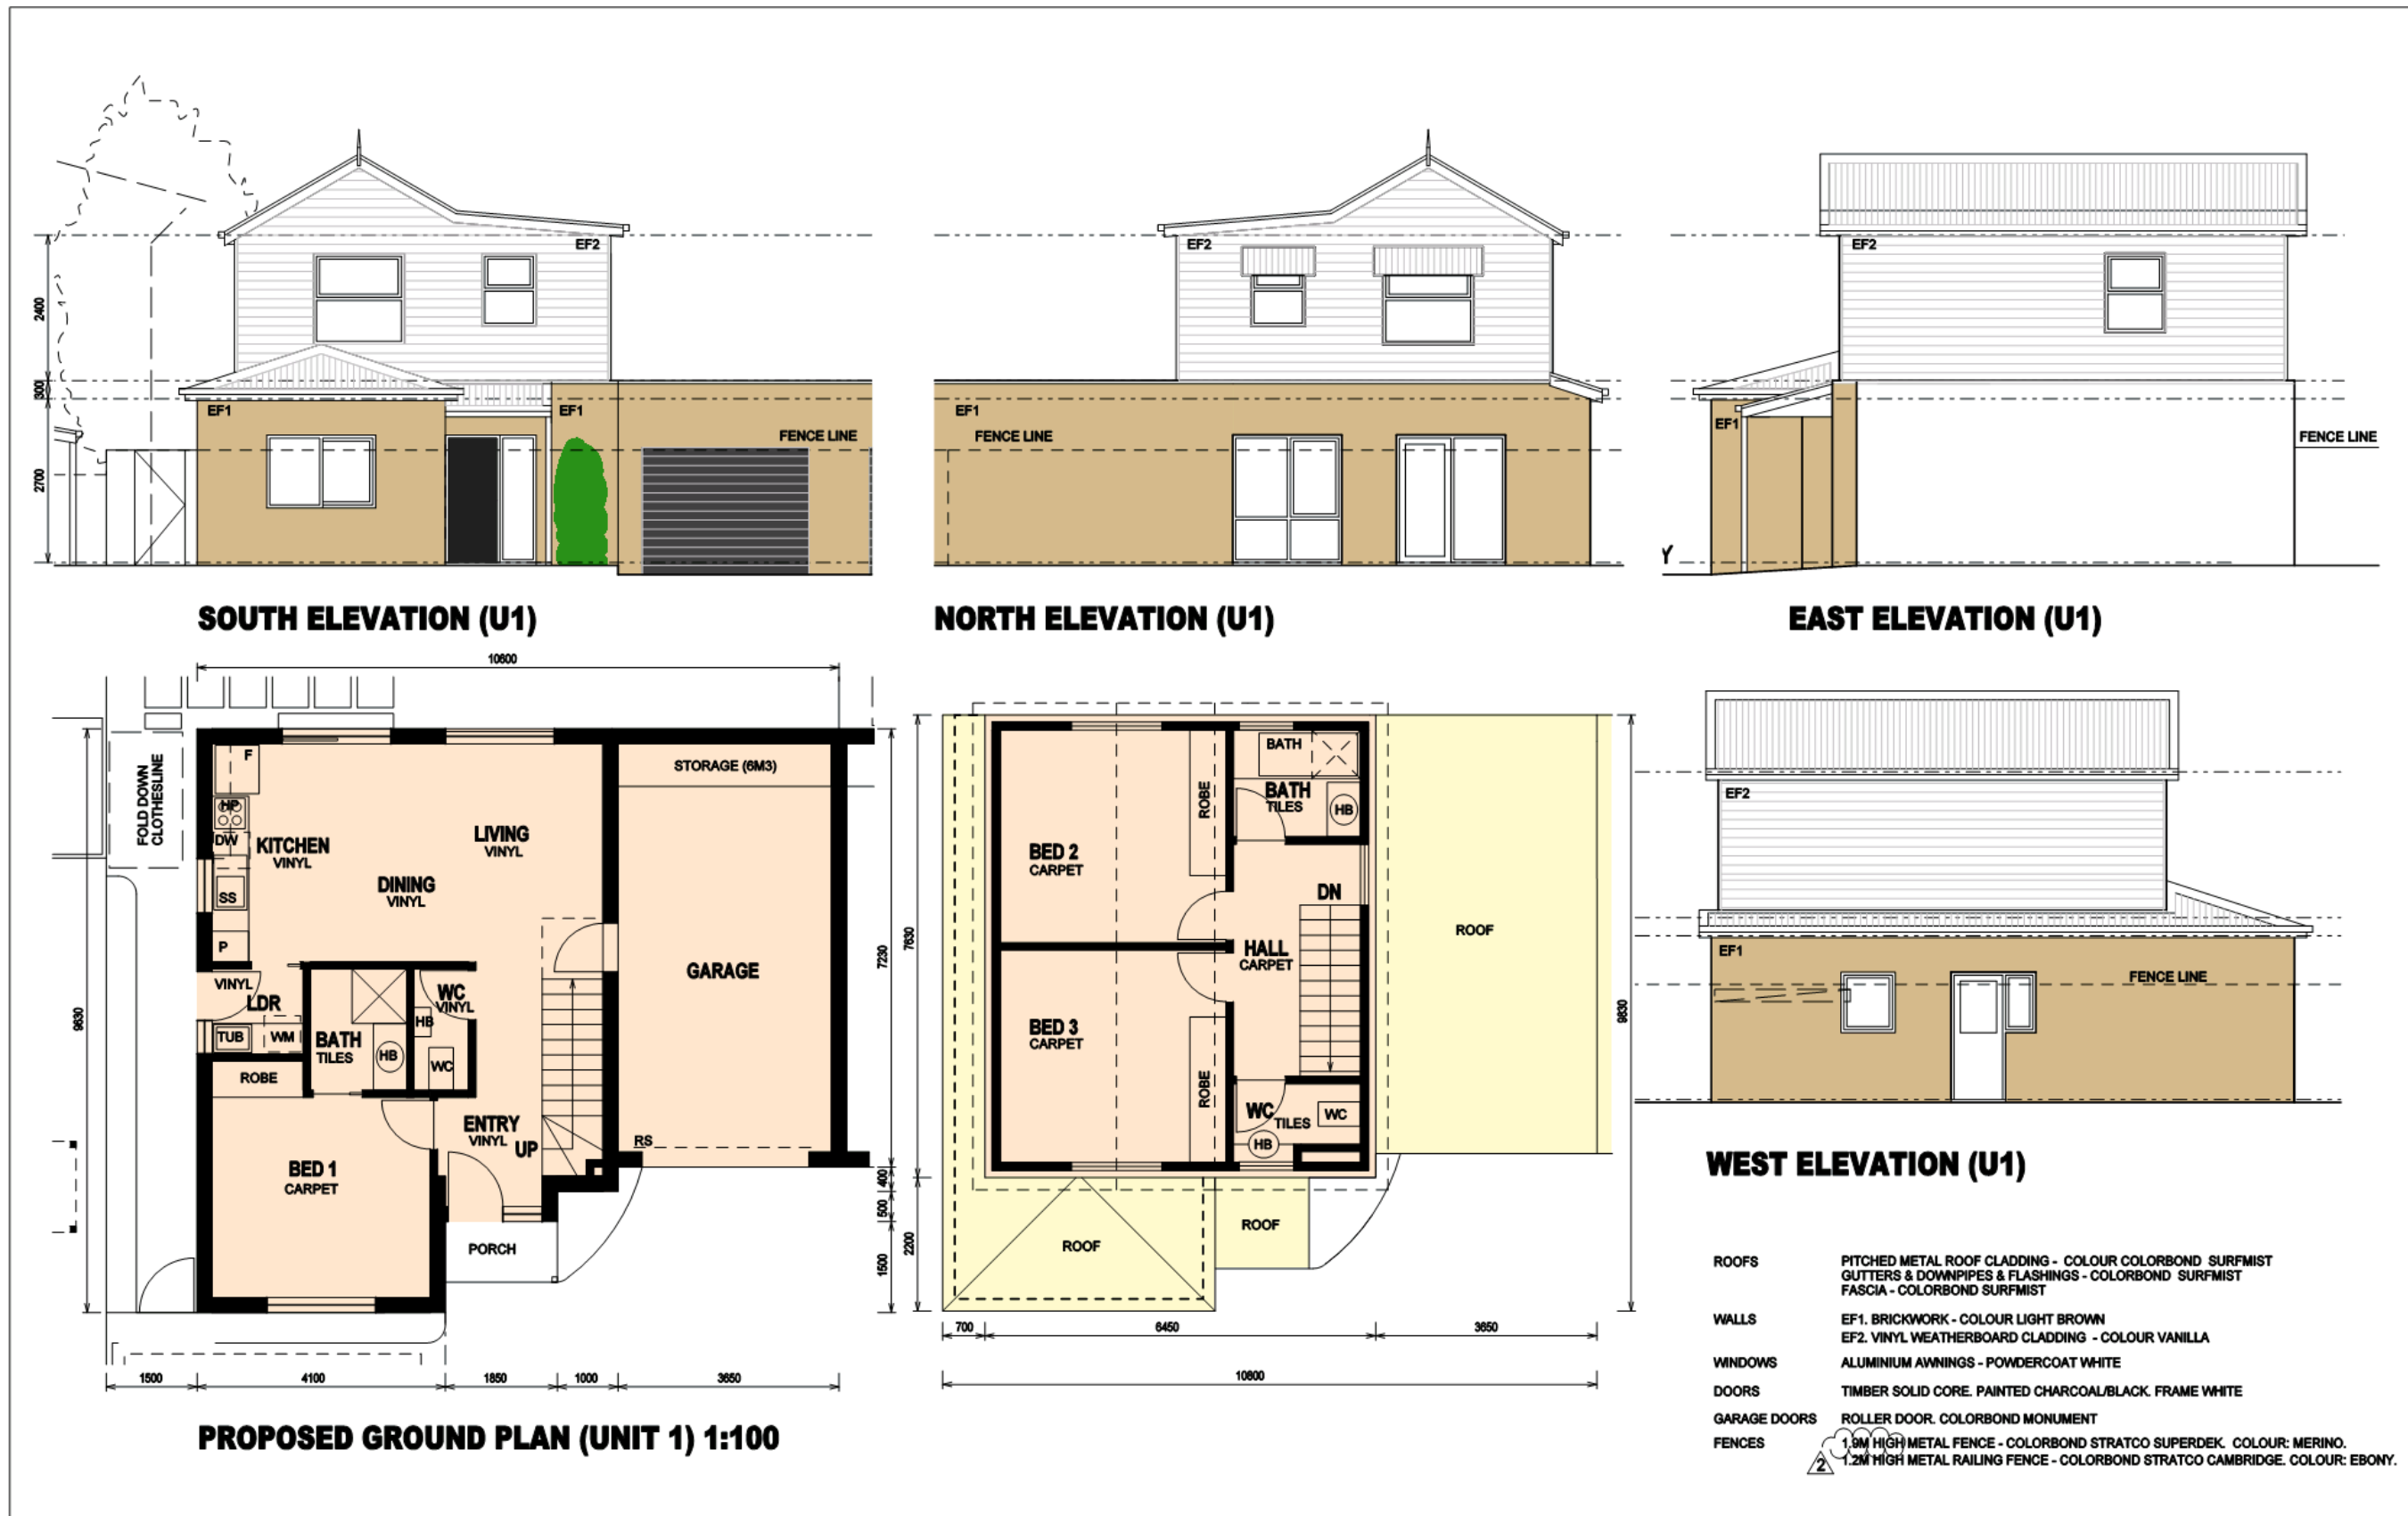 EF2
EF1
EF1
FENCE LINE
2400
300
2700
SOUTH ELEVATION (U1)
EF2
EF1
FENCE LINE
NORTH ELEVATION (U1)
EF2
EF1
FENCE LINE
Y
EAST ELEVATION (U1)
10600
FOLD DOWN
CLOTHESLINE
F
HP
DW
KITCHEN
VINYL
LIVING
VINYL
DINING
VINYL
SS
P
STORAGE (6M3)
GARAGE
VINYL
LDR
TUB
WM
BATH
TILES
HB
WC
VINYL
HB
WC
ROBE
ENTRY
VINYL
UP
RS
BED 1
CARPET
PORCH
9630
7230
400
500
1500
1500
4100
1850
1000
3650
PROPOSED GROUND PLAN (UNIT 1) 1:100
BATH
BATH
TILES
HB
ROBE
BED 2
CARPET
DN
HALL
CARPET
BED 3
CARPET
ROBE
WC
TILES
WC
HB
ROOF
ROOF
ROOF
7630
2200
9830
700
6450
3650
10800
EF2
EF1
FENCE LINE
WEST ELEVATION (U1)
ROOFS PITCHED METAL ROOF CLADDING - COLOUR COLORBOND SURFMIST
GUTTERS & DOWNPIPES & FLASHINGS - COLORBOND SURFMIST
FASCIA - COLORBOND SURFMIST
WALLS EF1. BRICKWORK - COLOUR LIGHT BROWN
EF2. VINYL WEATHERBOARD CLADDING - COLOUR VANILLA
WINDOWS ALUMINIUM AWNINGS - POWDERCOAT WHITE
DOORS TIMBER SOLID CORE. PAINTED CHARCOAL/BLACK. FRAME WHITE
GARAGE DOORS ROLLER DOOR. COLORBOND MONUMENT
FENCES 1.9M HIGH METAL FENCE - COLORBOND STRATCO SUPERDEK. COLOUR: MERINO.
2 1.2M HIGH METAL RAILING FENCE - COLORBOND STRATCO CAMBRIDGE. COLOUR: EBONY.